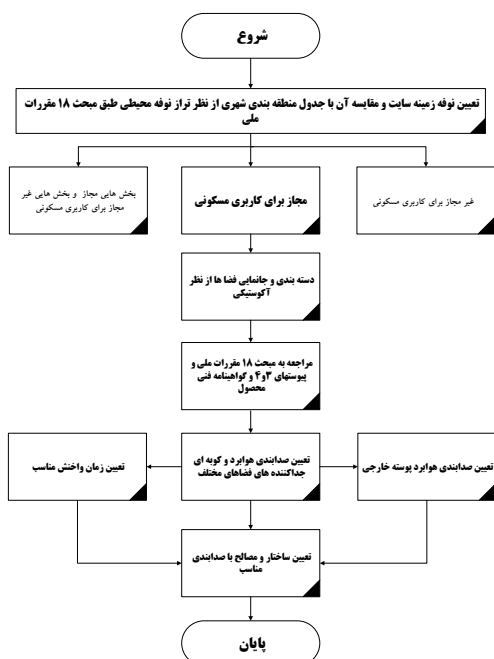 شروع
تعیین نوفه زمینه سایت و مقایسه آن با جدول منطقه بندی شهری از نظر تراز نوفه محیطی طبق مبحث ۱۸ مقررات
ملی
غیر مجاز برای کاربری مسکونی
مجاز برای کاربری مسکونی
بخش هایی مجاز و بخش هایی غیر
مجاز برای کاربری مسکونی
دسته بندی و جانمایی فضا ها از نظر
آکوستیکی
مراجعه به مبحث ۱۸ مقررات ملی و
پیوستهای ۳و۴ و گواهینامه فنی
محصول
تعیین صدابندی هوابرد پوسته خارجی
تعیین صدابندی هوابرد و کوبه ای
جداکننده های فضاهای مختلف
تعیین زمان واخنش مناسب
تعیین ساختار و مصالح با صدابندی
مناسب
پایان